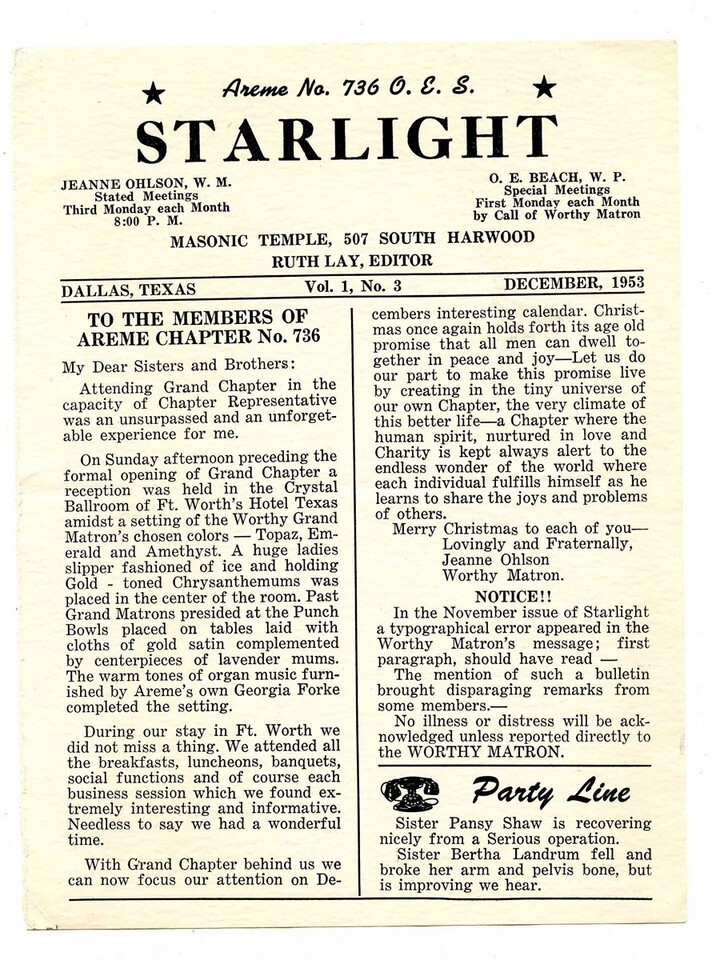 Areme No. 736 O. E. S.
STARLIGHT
JEANNE OHLSON, W. M.
Stated Meetings
Third Monday each Month
8:00 P. M.
O. E. BEACH, W. P.
Special Meetings
First Monday each Month
by Call of Worthy Matron
MASONIC TEMPLE, 507 SOUTH HARWOOD
RUTH LAY, EDITOR
DALLAS, TEXAS Vol. 1, No. 3 DECEMBER, 1953
TO THE MEMBERS OF
AREME CHAPTER No. 736
My Dear Sisters and Brothers:
Attending Grand Chapter in the
capacity of Chapter Representative
was an unsurpassed and an unforget-
able experience for me.
On Sunday afternoon preceding the
formal opening of Grand Chapter a
reception was held in the Crystal
Ballroom of Ft. Worth's Hotel Texas
amidst a setting of the Worthy Grand
Matron's chosen colors — Topaz, Em-
erald and Amethyst. A huge ladies
slipper fashioned of ice and holding
Gold - toned Chrysanthemums was
placed in the center of the room. Past
Grand Matrons presided at the Punch
Bowls placed on tables laid with
cloths of gold satin complemented
by centerpieces of lavender mums.
The warm tones of organ music furn-
ished by Areme's own Georgia Forke
completed the setting.
During our stay in Ft. Worth we
did not miss a thing. We attended all
the breakfasts, luncheons, banquets,
social functions and of course each
business session which we found ex-
tremely interesting and informative.
Needless to say we had a wonderful
time.
With Grand Chapter behind us we
can now focus our attention on De-
cembers interesting calendar. Christ-
mas once again holds forth its age old
promise that all men can dwell to-
gether in peace and joy—Let us do
our part to make this promise live
by creating in the tiny universe of
our own Chapter, the very climate of
this better life—a Chapter where the
human spirit, nurtured in love and
Charity is kept always alert to the
endless wonder of the world where
each individual fulfills himself as he
learns to share the joys and problems
of others.
Merry Christmas to each of you—
Lovingly and Fraternally,
Jeanne Ohlson
Worthy Matron.
NOTICE!!
In the November issue of Starlight
a typographical error appeared in the
Worthy Matron's message; first
paragraph, should have read —
The mention of such a bulletin
brought disparaging remarks from
some members.—
No illness or distress will be ack-
nowledged unless reported directly to
the WORTHY MATRON.
Party Line
Sister Pansy Shaw is recovering
nicely from a Serious operation.
Sister Bertha Landrum fell and
broke her arm and pelvis bone, but
is improving we hear.